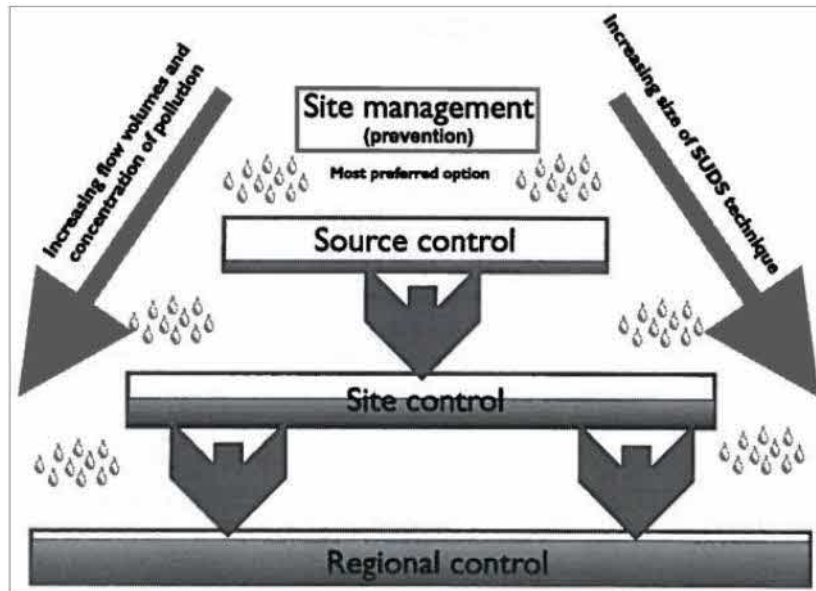 Increasing flow volumes and
concentration of pollution
Increasing size of SUDS technique
Site management
(prevention)
Most preferred option
Source control
Site control
Regional control